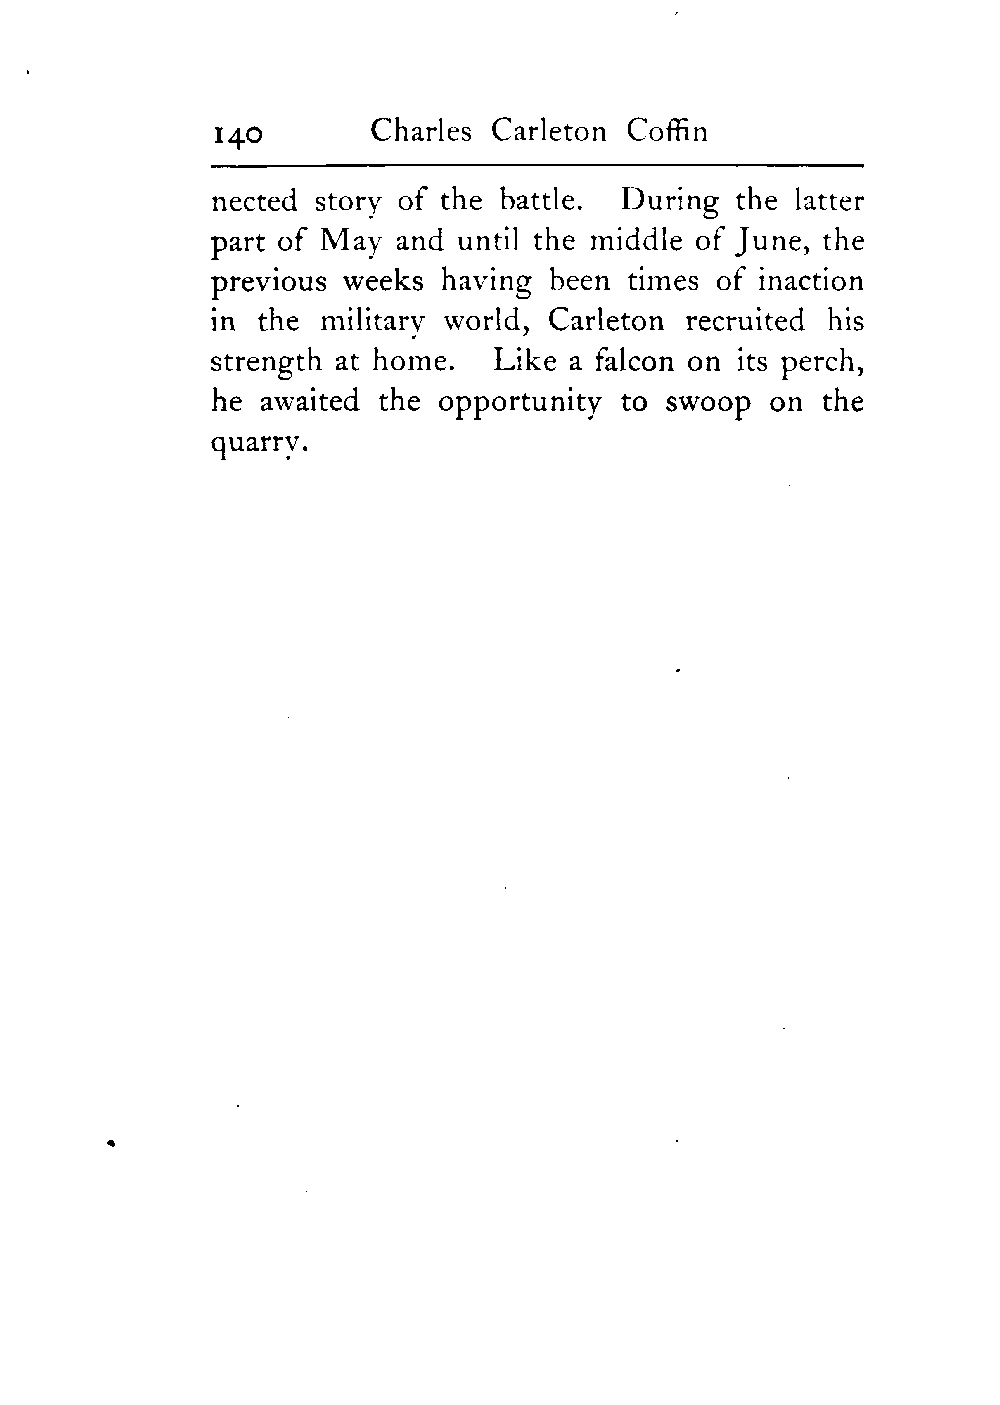 140 Charles Carleton Coffin
nected story of the battle. During the latter
part of May and until the middle of June, the
previous weeks having been times of inaction
in the military world, Carleton recruited his
strength at home. Like a falcon on its perch,
he awaited the opportunity to swoop on the
quarry.